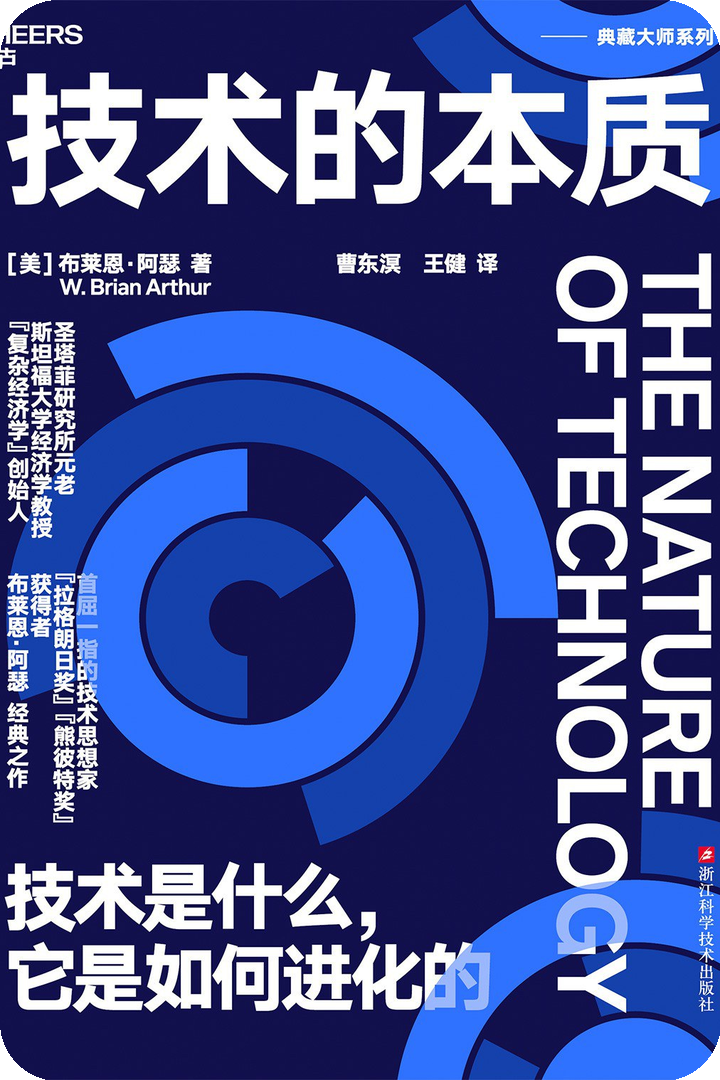 HEERS
典藏大师系列
技术的本质
[美]布莱恩·阿瑟 著
W. Brian Arthur
曹东溟 王健 译
THE NATURE
OF TECHNOLOGY
圣塔菲研究所元老
斯坦福大学经济学教授
『复杂经济学』创始人
首屈一指的技术思想家
『拉格朗日奖』『熊彼特奖』
获得者
布莱恩·阿瑟 经典之作
技术是什么，
它是如何进化的
浙江科学技术出版社